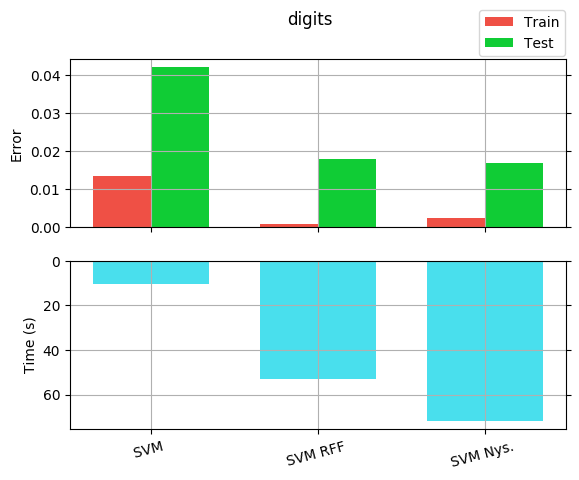 digits
Train
Test
0.04
0.03
0.02
0.01
0.00
Error
0
20
40
60
Time (s)
SVM
SVM RFF
SVM Nys.